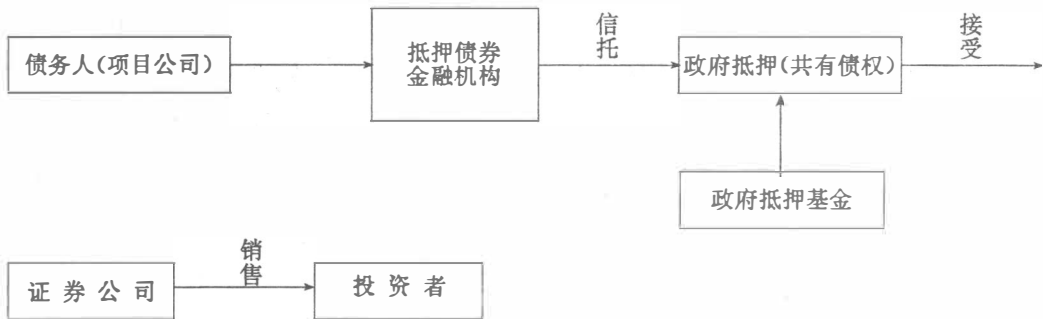 债务人(项目公司)
抵押债券
金融机构
信托
政府抵押(共有债权)
接受
政府抵押基金
证券公司
销售
投资者